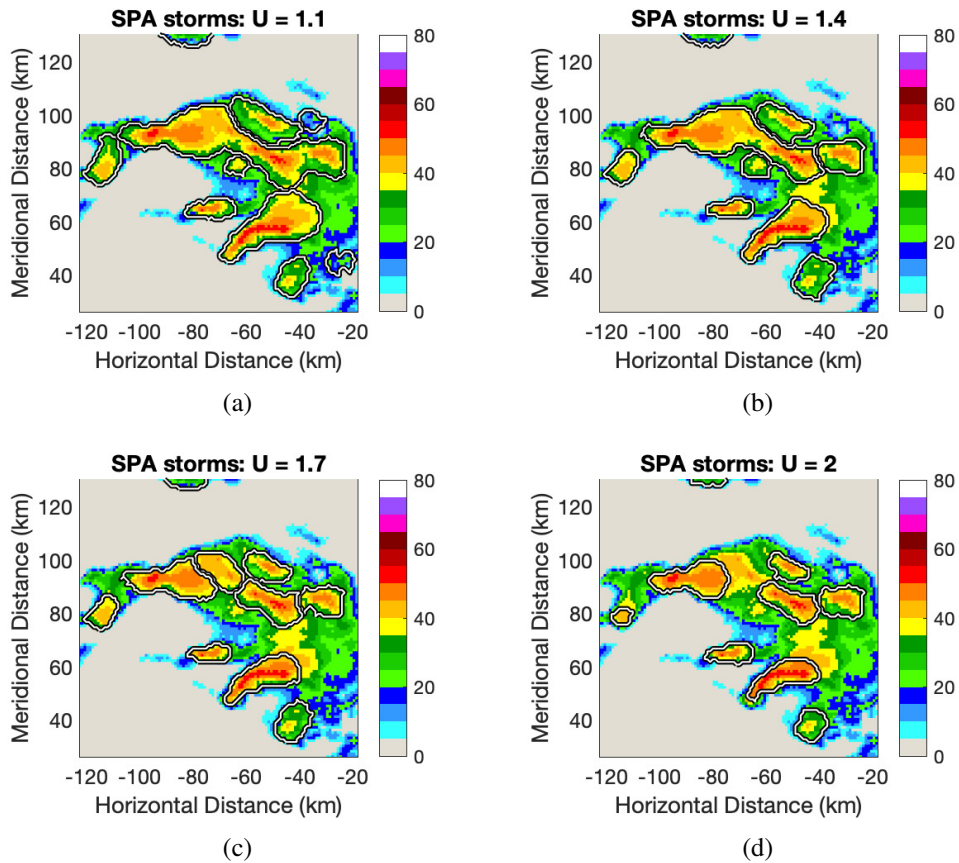 SPA storms: U = 1.1
Meridional Distance (km)
120
100
80
60
40
-120 -100 -80 -60 -40 -20
Horizontal Distance (km)
80
60
40
20
0
(a)
SPA storms: U = 1.4
Meridional Distance (km)
120
100
80
60
40
-120 -100 -80 -60 -40 -20
Horizontal Distance (km)
80
60
40
20
0
(b)
SPA storms: U = 1.7
Meridional Distance (km)
120
100
80
60
40
-120 -100 -80 -60 -40 -20
Horizontal Distance (km)
80
60
40
20
0
(c)
SPA storms: U = 2
Meridional Distance (km)
120
100
80
60
40
-120 -100 -80 -60 -40 -20
Horizontal Distance (km)
80
60
40
20
0
(d)